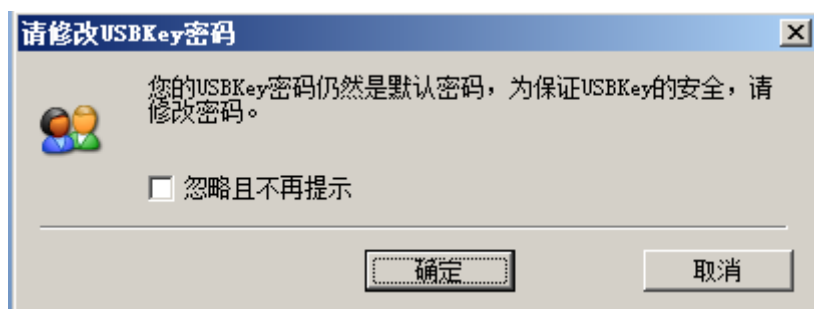 请修改USBKey密码
您的USBKey密码仍然是默认密码，为保证USBKey的安全，请
修改密码。
忽略且不再提示
确定
取消